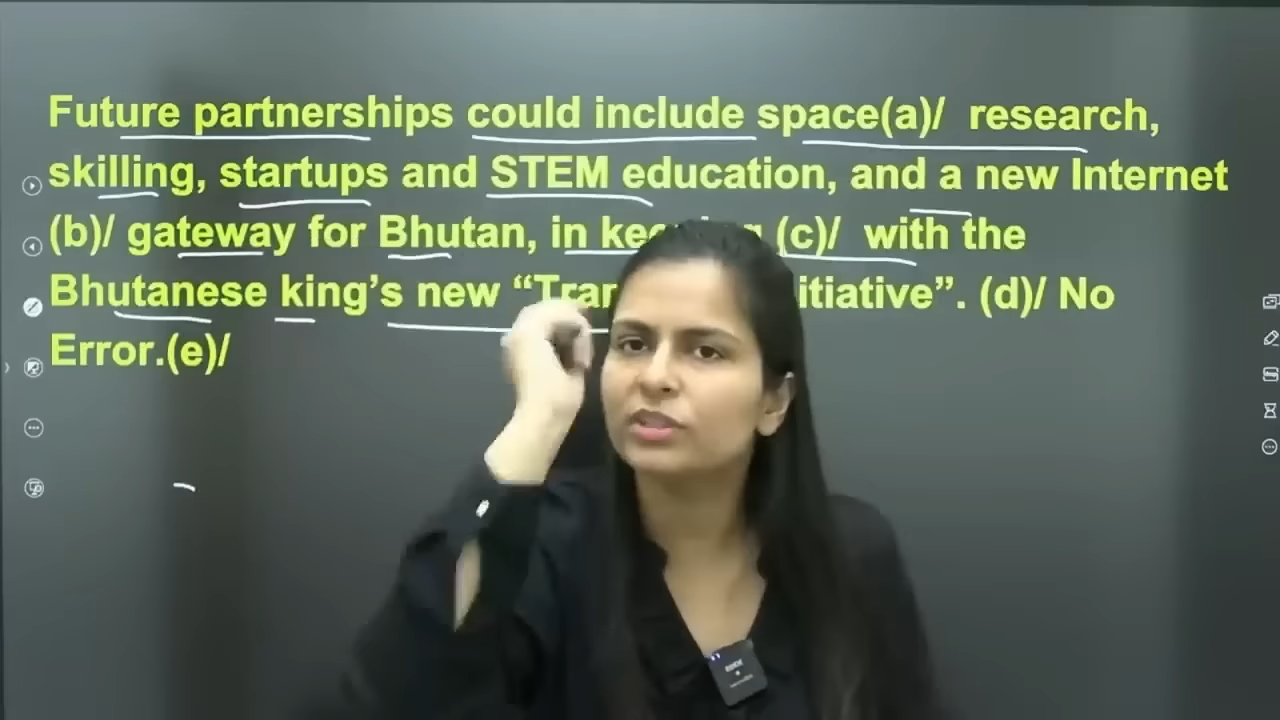 Future partnerships could include space(a)/ research,
skilling, startups and STEM education, and a new Internet
(b)/ gateway for Bhutan, in (c)/ with the
Bhutanese king’s new “ ”. (d)/ No
Error.(e)/